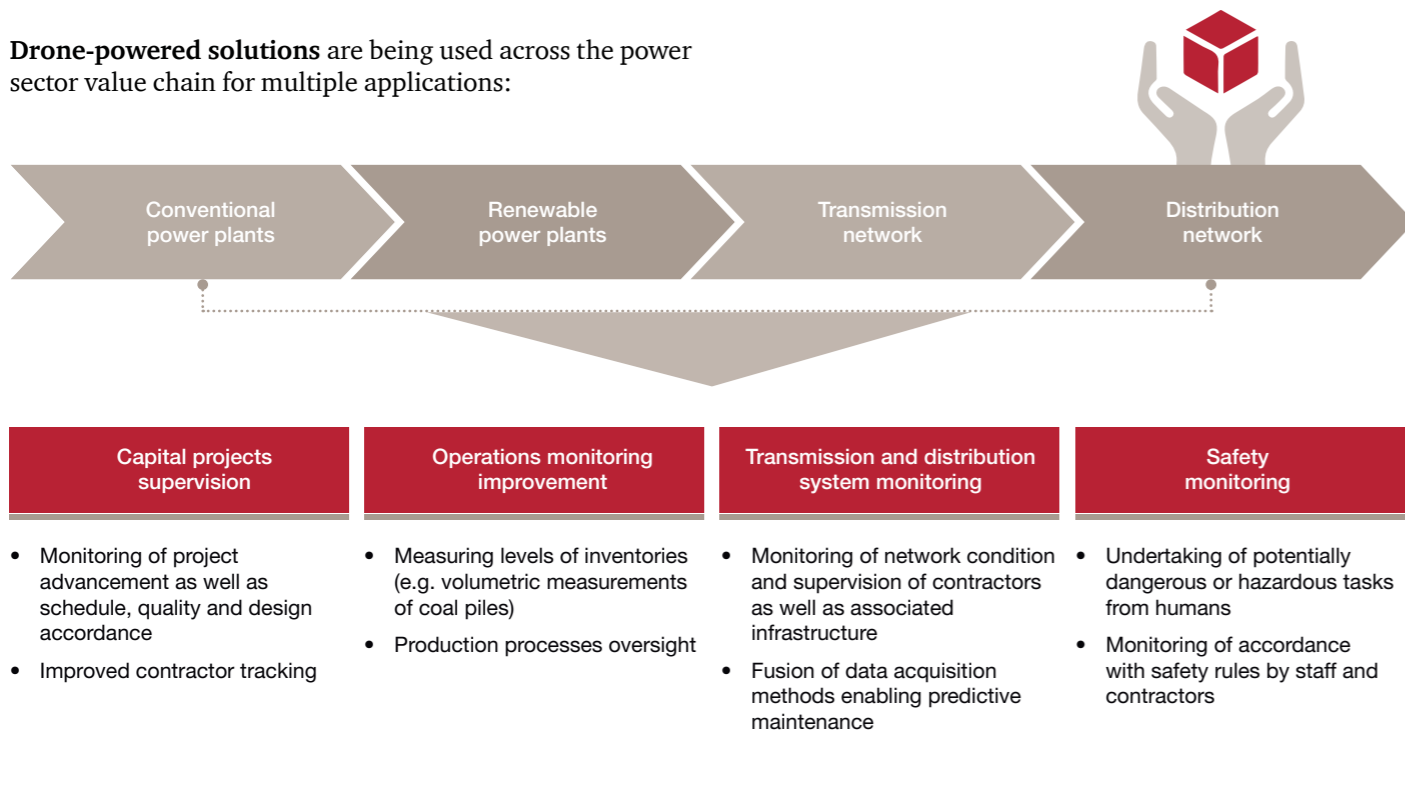 Drone-powered solutions are being used across the power
sector value chain for multiple applications:
Conventional
power plants
Renewable
power plants
Transmission
network
Distribution
network
Capital projects
supervision
• Monitoring of project
advancement as well as
schedule, quality and design
accordance
• Improved contractor tracking
Operations monitoring
improvement
• Measuring levels of inventories
(e.g. volumetric measurements
of coal piles)
• Production processes oversight
Transmission and distribution
system monitoring
• Monitoring of network condition
and supervision of contractors
as well as associated
infrastructure
• Fusion of data acquisition
methods enabling predictive
maintenance
Safety
monitoring
• Undertaking of potentially
dangerous or hazardous tasks
from humans
• Monitoring of accordance
with safety rules by staff and
contractors